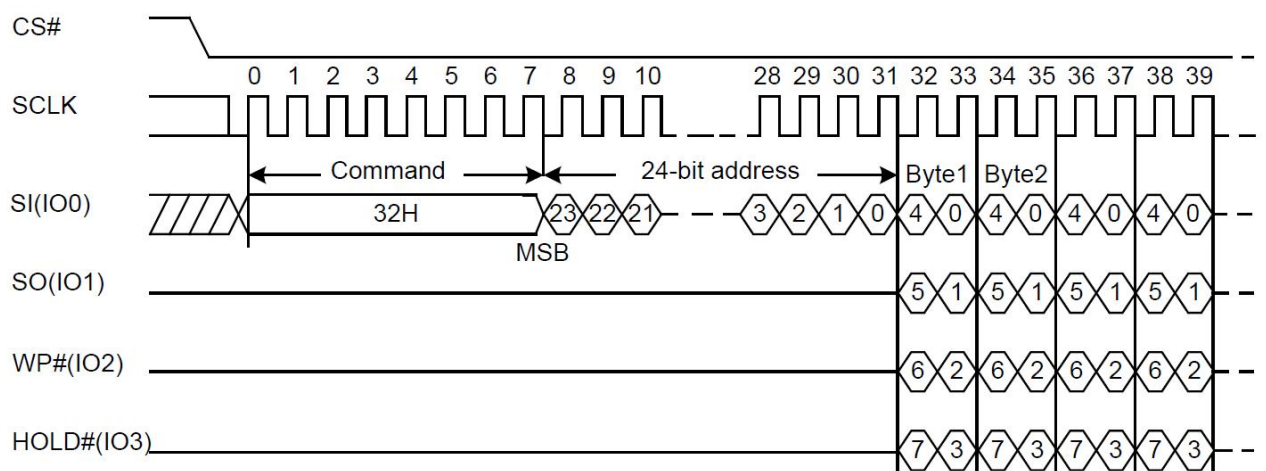 CS#
0 1 2 3 4 5 6 7 8 9 10 28 29 30 31 32 33 34 35 36 37 38 39
SCLK
Command 24-bit address Byte1 Byte2
SI(IO0) 32H 23 22 21 3 2 1 0 4 0 4 0 4 0 4 0
MSB
SO(IO1) 5 1 5 1 5 1 5 1
WP#(IO2) 6 2 6 2 6 2 6 2
HOLD#(IO3) 7 3 7 3 7 3 7 3